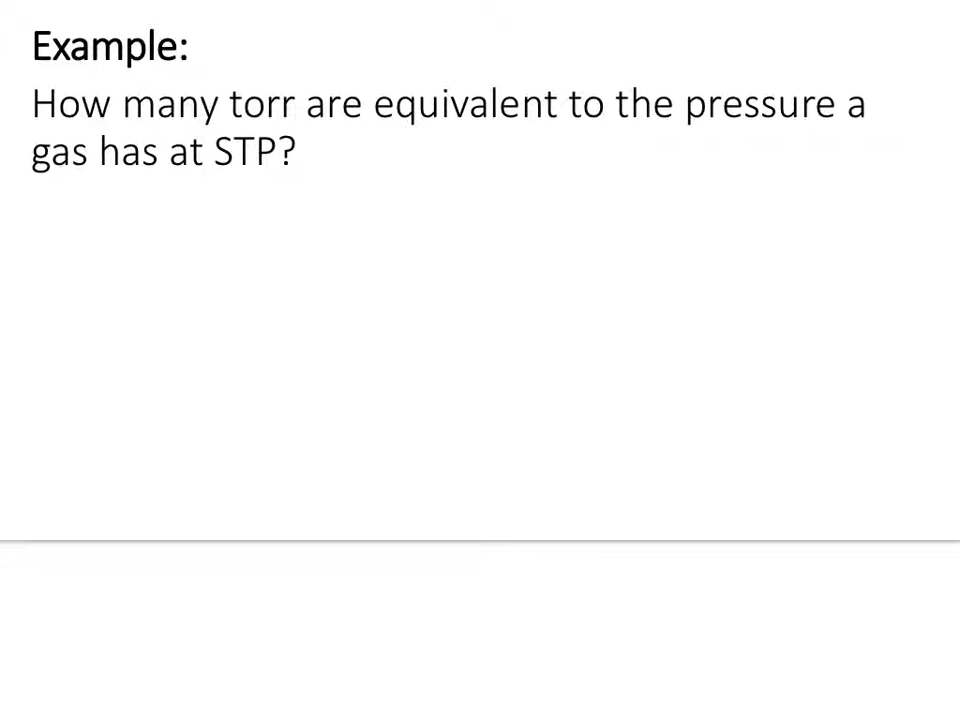 Example:
How many torr are equivalent to the pressure a
gas has at STP?